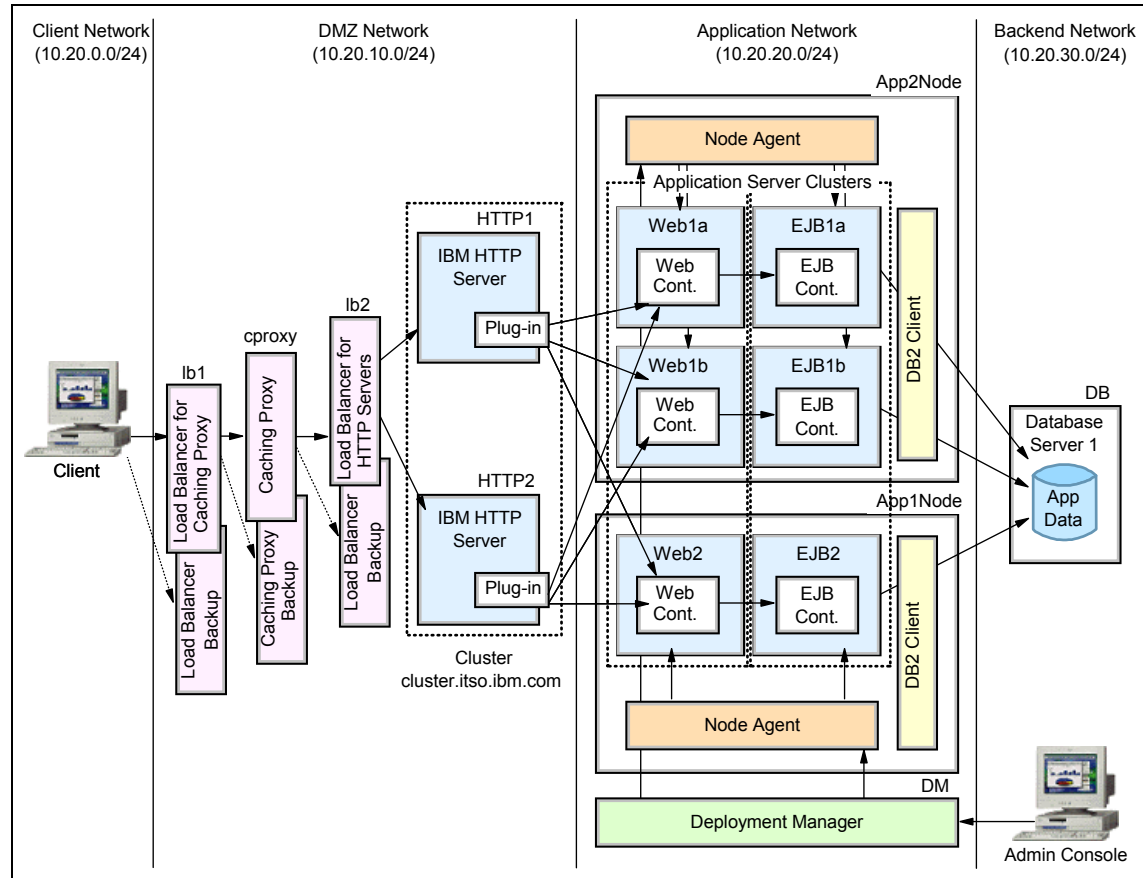 Client Network
(10.20.0.0/24)
DMZ Network
(10.20.10.0/24)
Application Network
(10.20.20.0/24)
Backend Network
(10.20.30.0/24)
App2Node
Node Agent
Application Server Clusters
HTTP1
IBM HTTP
Server
Plug-in
Web1a
Web
Cont.
EJB1a
EJB
Cont.
DB2 Client
Web1b
Web
Cont.
EJB1b
EJB
Cont.
lb1
Load Balancer for
Caching Proxy
Load Balancer
Backup
cproxy
Caching Proxy
Caching Proxy
Backup
lb2
Load Balancer for
HTTP Servers
Load Balancer
Backup
Client
HTTP2
IBM HTTP
Server
Plug-in
Cluster
cluster.itso.ibm.com
DB
Database
Server 1
App
Data
App1Node
Web2
Web
Cont.
EJB2
EJB
Cont.
DB2 Client
Node Agent
DM
Deployment Manager
Admin Console